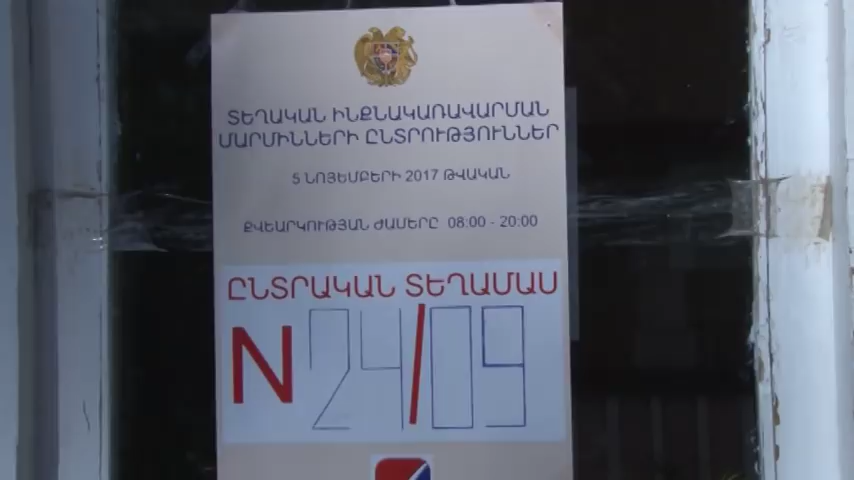 ՏԵՂԱԿԱՆ ԻՆՔՆԱԿԱՌԱՎԱՐՄԱՆ
ՄԱՐՄԻՆՆԵՐԻ ԸՆՏՐՈՒԹՅՈՒՆՆԵՐ
5 ՆՈՅԵՄԲԵՐԻ 2017 ԹՎԱԿԱՆ
ՔՎԵԱՐԿՈՒԹՅԱՆ ԺԱՄԵՐԸ 08:00 - 20:00
ԸՆՏՐԱԿԱՆ ՏԵՂԱՄԱՍ
N 24/09